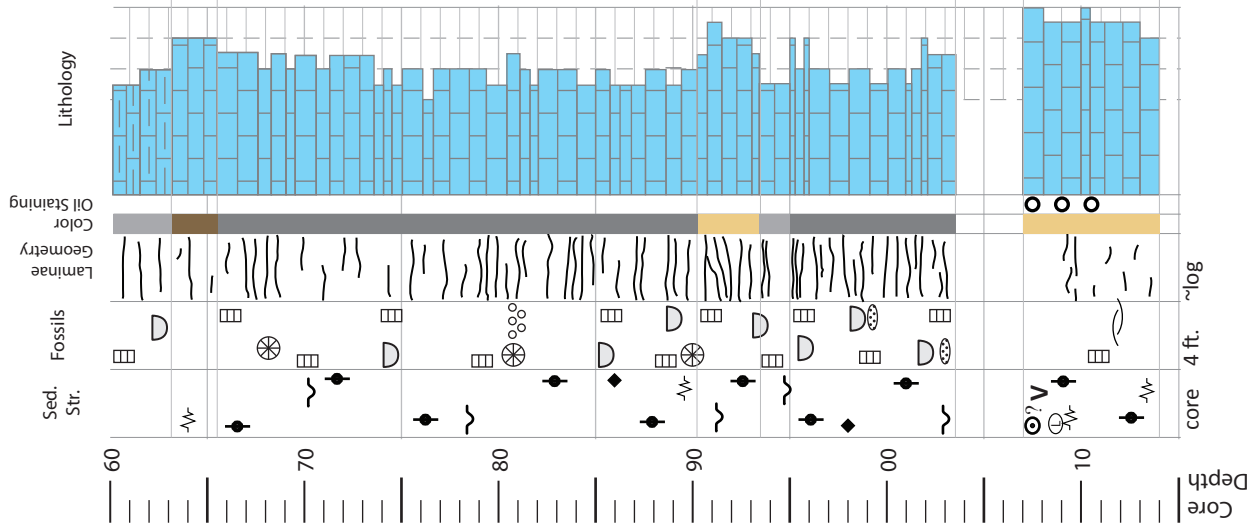 Lithology
Oil Staining
Color
Laminae
Geometry
Fossils
Sed.
Str.
~log
4 ft.
core
?
V
L
60
70
80
90
00
10
Core
Depth